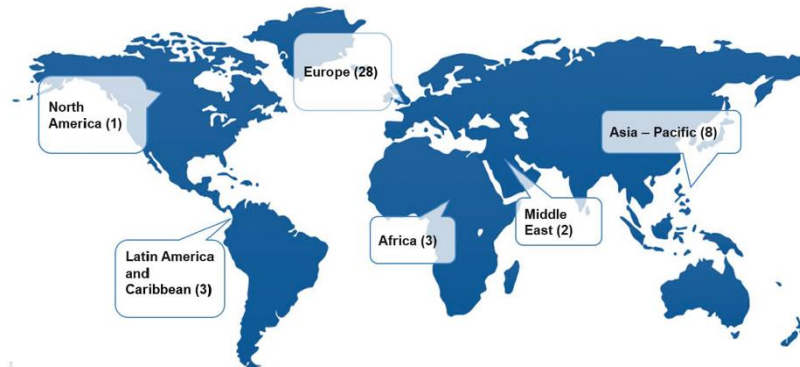 Europe (28)
North
America (1)
Asia – Pacific (8)
Middle
East (2)
Africa (3)
Latin America
and
Caribbean (3)